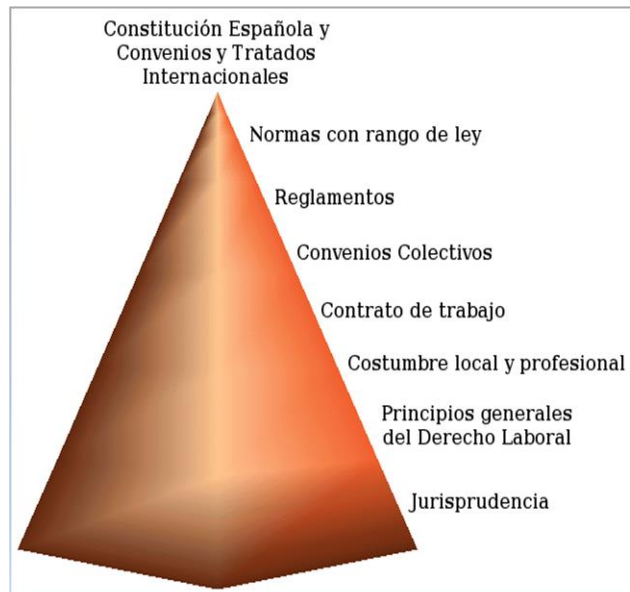 Constitución Española y
Convenios y Tratados
Internacionales
Normas con rango de ley
Reglamentos
Convenios Colectivos
Contrato de trabajo
Costumbre local y profesional
Principios generales
del Derecho Laboral
Jurisprudencia